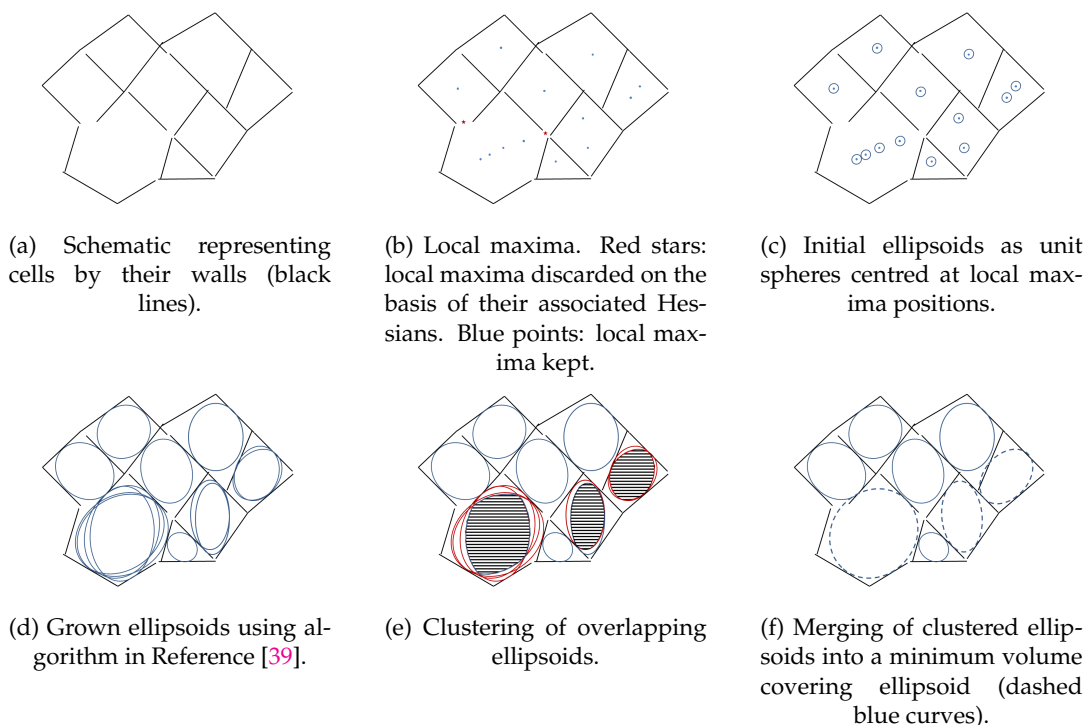 (a) Schematic representing
cells by their walls (black
lines).
(b) Local maxima. Red stars:
local maxima discarded on the
basis of their associated Hes-
sians. Blue points: local max-
ima kept.
(c) Initial ellipsoids as unit
spheres centred at local max-
ima positions.
(d) Grown ellipsoids using al-
gorithm in Reference [39].
(e) Clustering of overlapping
ellipsoids.
(f) Merging of clustered ellip-
soids into a minimum volume
covering ellipsoid (dashed
blue curves).